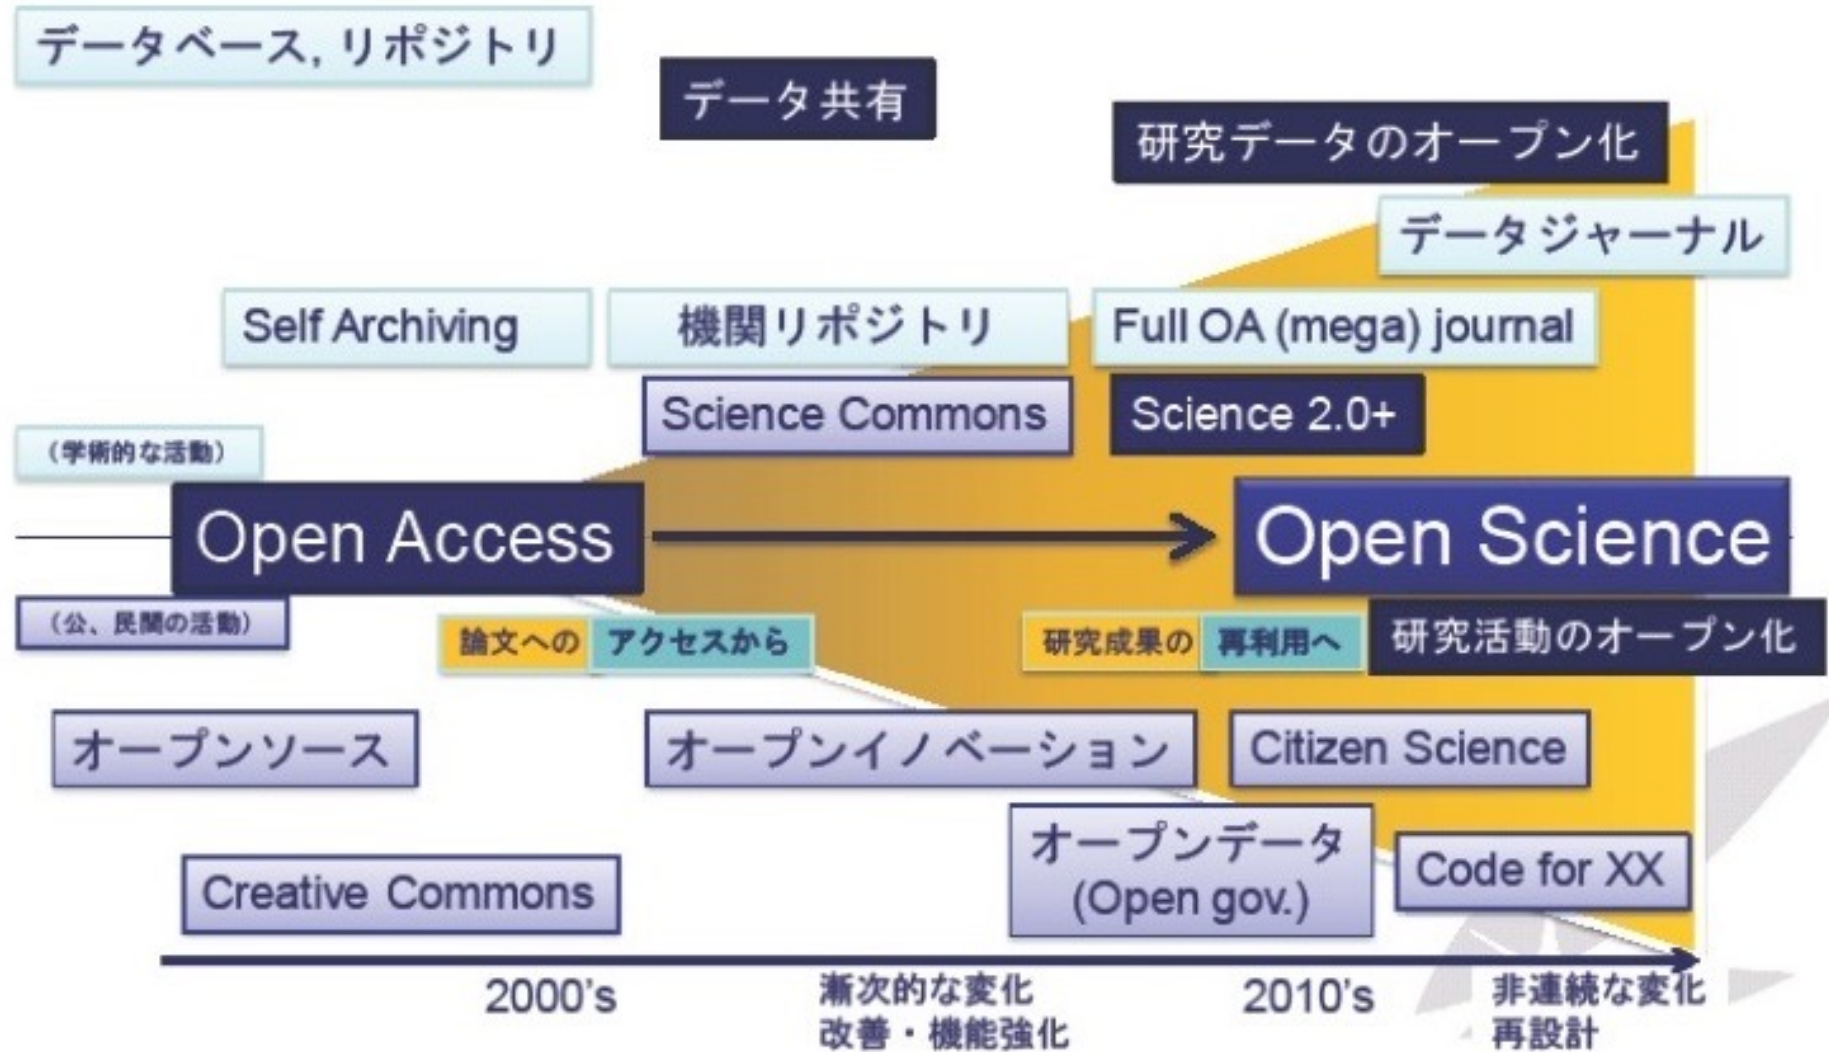 データベース, リポジトリ
データ共有
研究データのオープン化
データジャーナル
Self Archiving
機関リポジトリ
Full OA (mega) journal
Science Commons
Science 2.0+
（学術的な活動）
Open Access
Open Science
（公、民間の活動）
論文への アクセスから
研究成果の 再利用へ
研究活動のオープン化
オープンソース
オープンイノベーション
Citizen Science
オープンデータ
(Open gov.)
Code for XX
Creative Commons
2000's
漸次的な変化
改善・機能強化
2010's
非連続な変化
再設計